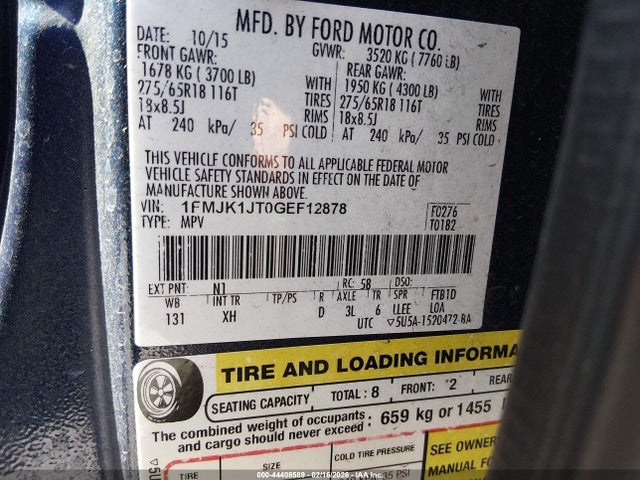 MFD. BY FORD MOTOR CO.
DATE: 10/15 GVWR: 3520 KG ( 7760 LB)
FRONT GAWR: REAR GAWR:
1678 KG ( 3700 LB) WITH 1950 KG ( 4300 LB) WITH
275/65R18 116T TIRES 275/65R18 116T TIRES
18x8.5J RIMS 18x8.5J RIMS
AT 240 kPa/ 35 PSI COLD AT 240 kPa/ 35 PSI COLD
THIS VEHICLE CONFORMS TO ALL APPLICABLE FEDERAL MOTOR
VEHICLE SAFETY STANDARDS IN EFFECT ON THE DATE OF
MANUFACTURE SHOWN ABOVE.
VIN: 1FMJK1JT0GEF12878 F0276
TYPE: MPV T0182
EXT PNT: N1 RC: 58 DSO:
WB INT TR TP/PS R AXLE TR SPR FTB1D
131 XH D 3L 6 LLEE LOA
UTC ▽5U5A-1520472-BA
TIRE AND LOADING INFORMA
SEATING CAPACITY TOTAL: 8 FRONT: 2 REAR
The combined weight of occupants
and cargo should never exceed: 659 kg or 1455
TIRE SIZE COLD TIRE PRESSURE SEE OWNER
MANUAL FOR
000-44408589 - 02/16/2026 - IAAI.com